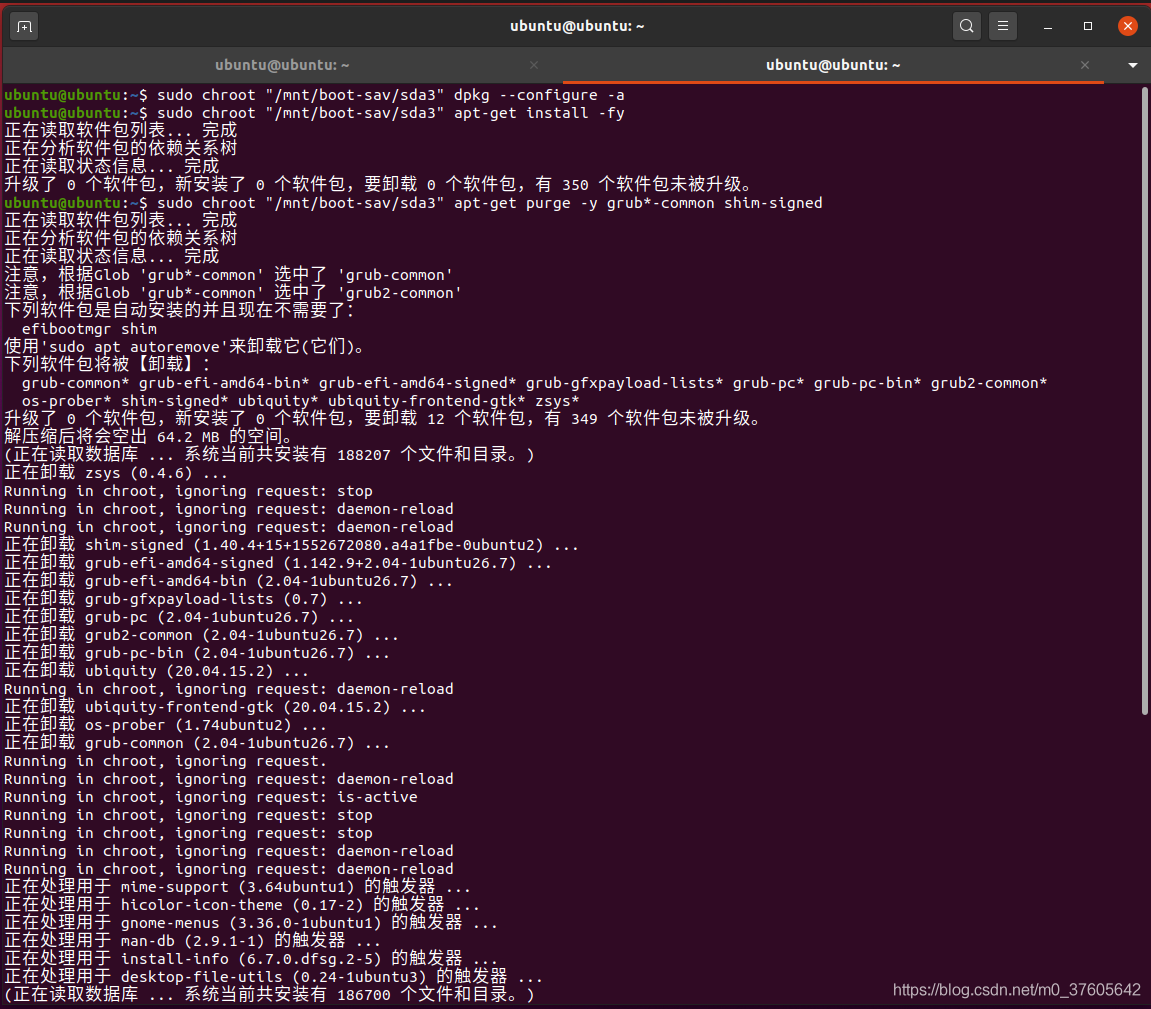 ubuntu@ubuntu: ~
ubuntu@ubuntu: ~
ubuntu@ubuntu: ~
ubuntu@ubuntu:~$ sudo chroot "/mnt/boot-sav/sda3" dpkg --configure -a
ubuntu@ubuntu:~$ sudo chroot "/mnt/boot-sav/sda3" apt-get install -fy
正在读取软件包列表... 完成
正在分析软件包的依赖关系树
正在读取状态信息... 完成
升级了 0 个软件包，新安装了 0 个软件包，要卸载 0 个软件包，有 350 个软件包未被升级。
ubuntu@ubuntu:~$ sudo chroot "/mnt/boot-sav/sda3" apt-get purge -y grub*-common shim-signed
正在读取软件包列表... 完成
正在分析软件包的依赖关系树
正在读取状态信息... 完成
注意，根据Glob 'grub*-common' 选中了 'grub-common'
注意，根据Glob 'grub*-common' 选中了 'grub2-common'
下列软件包是自动安装的并且现在不需要了：
efibootmgr shim
使用'sudo apt autoremove'来卸载它(它们)。
下列软件包将被【卸载】：
grub-common* grub-efi-amd64-bin* grub-efi-amd64-signed* grub-gfxpayload-lists* grub-pc* grub-pc-bin* grub2-common*
os-prober* shim-signed* ubiquity* ubiquity-frontend-gtk* zsys*
升级了 0 个软件包，新安装了 0 个软件包，要卸载 12 个软件包，有 349 个软件包未被升级。
解压缩后将会空出 64.2 MB 的空间。
(正在读取数据库 ... 系统当前共安装有 188207 个文件和目录。)
正在卸载 zsys (0.4.6) ...
Running in chroot, ignoring request: stop
Running in chroot, ignoring request: daemon-reload
Running in chroot, ignoring request: daemon-reload
正在卸载 shim-signed (1.40.4+15+1552672080.a4a1fbe-0ubuntu2) ...
正在卸载 grub-efi-amd64-signed (1.142.9+2.04-1ubuntu26.7) ...
正在卸载 grub-efi-amd64-bin (2.04-1ubuntu26.7) ...
正在卸载 grub-gfxpayload-lists (0.7) ...
正在卸载 grub-pc (2.04-1ubuntu26.7) ...
正在卸载 grub2-common (2.04-1ubuntu26.7) ...
正在卸载 grub-pc-bin (2.04-1ubuntu26.7) ...
正在卸载 ubiquity (20.04.15.2) ...
Running in chroot, ignoring request: daemon-reload
正在卸载 ubiquity-frontend-gtk (20.04.15.2) ...
正在卸载 os-prober (1.74ubuntu2) ...
正在卸载 grub-common (2.04-1ubuntu26.7) ...
Running in chroot, ignoring request.
Running in chroot, ignoring request: daemon-reload
Running in chroot, ignoring request: is-active
Running in chroot, ignoring request: stop
Running in chroot, ignoring request: stop
Running in chroot, ignoring request: daemon-reload
Running in chroot, ignoring request: daemon-reload
正在处理用于 mime-support (3.64ubuntu1) 的触发器 ...
正在处理用于 hicolor-icon-theme (0.17-2) 的触发器 ...
正在处理用于 gnome-menus (3.36.0-1ubuntu1) 的触发器 ...
正在处理用于 man-db (2.9.1-1) 的触发器 ...
正在处理用于 install-info (6.7.0.dfsg.2-5) 的触发器 ...
正在处理用于 desktop-file-utils (0.24-1ubuntu3) 的触发器 ...
(正在读取数据库 ... 系统当前共安装有 186700 个文件和目录。)
https://blog.csdn.net/m0_37605642